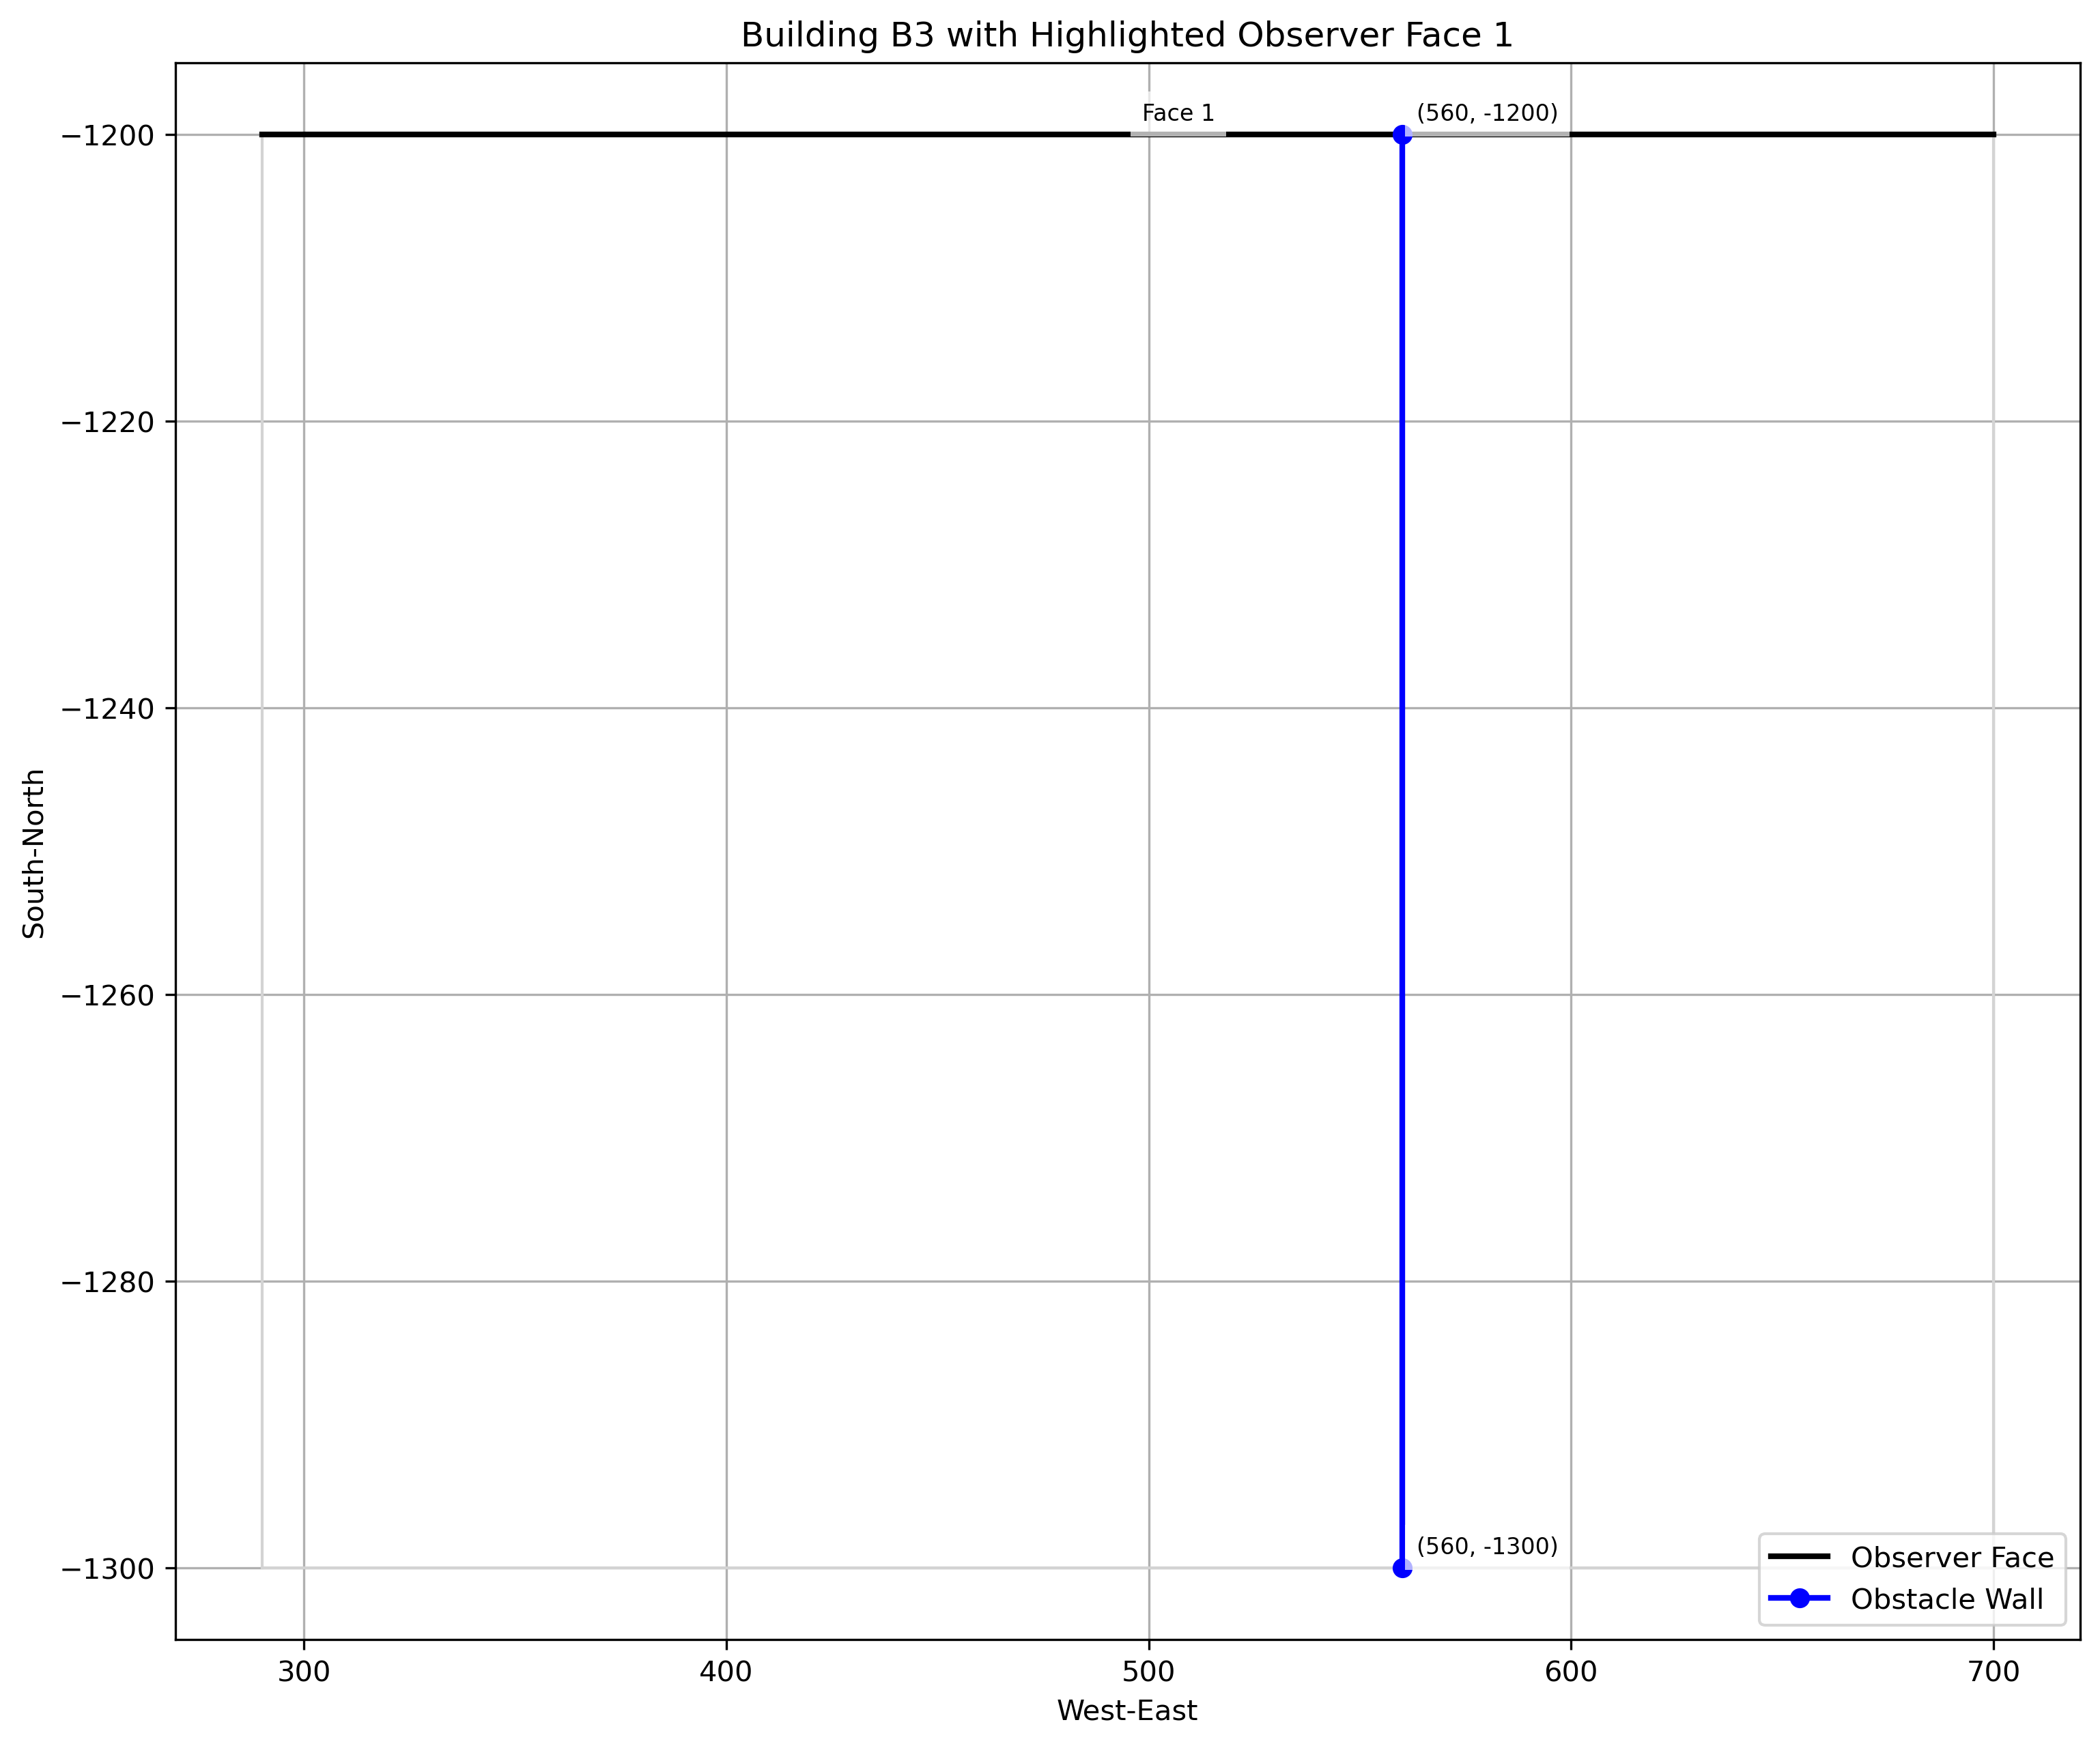 Building B3 with Highlighted Observer Face 1
Face 1
(560, -1200)
−1200
−1220
−1240
−1260
−1280
−1300
South-North
(560, -1300)
Observer Face
Obstacle Wall
300
400
500
600
700
West-East